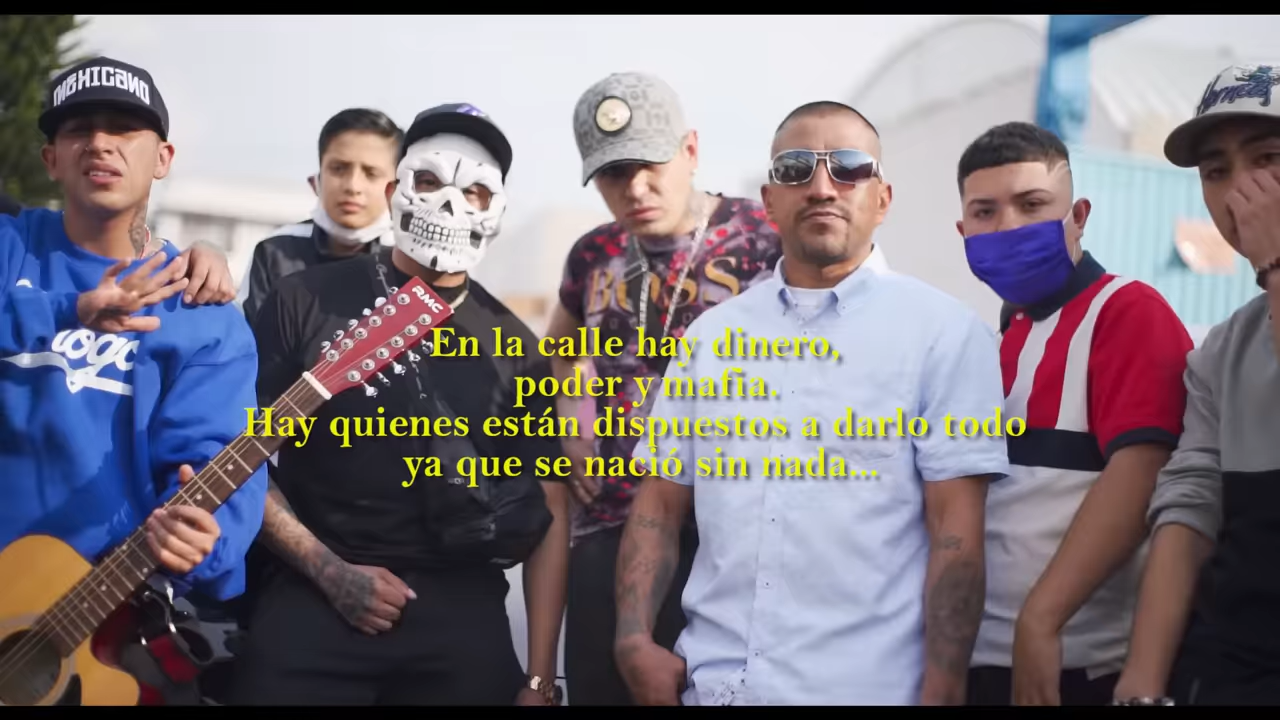 MEXICANO
Hornets
RMC
BOSS
En la calle hay dinero,
poder y mafia.
Hay quienes están dispuestos a darlo todo
ya que se nació sin nada...